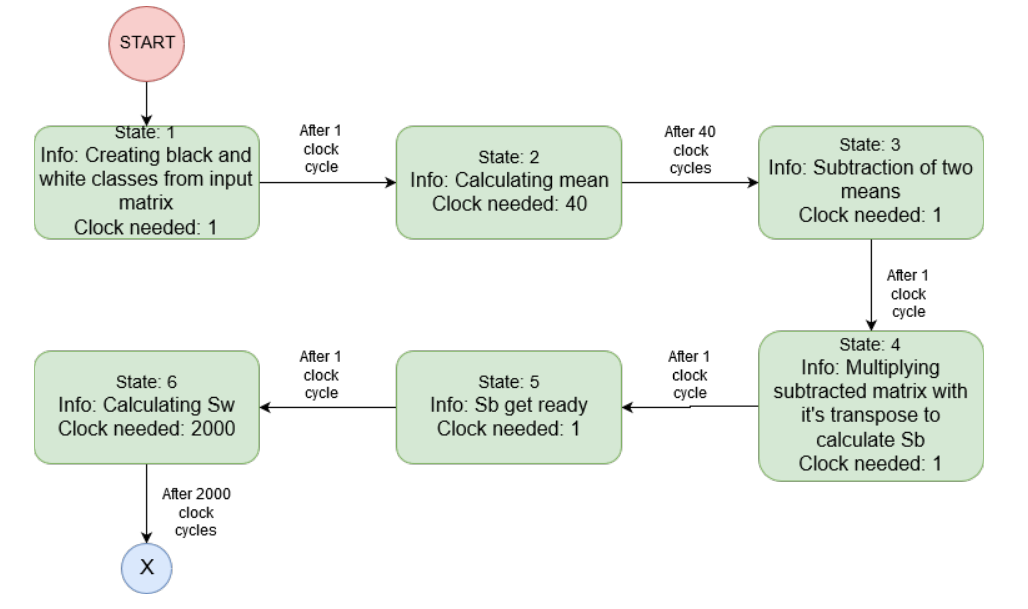 START
State: 1
Info: Creating black and
white classes from input
matrix
Clock needed: 1
After 1
clock
cycle
State: 2
Info: Calculating mean
Clock needed: 40
After 40
clock
cycles
State: 3
Info: Subtraction of two
means
Clock needed: 1
After 1
clock
cycle
State: 4
Info: Multiplying
subtracted matrix with
it's transpose to
calculate Sb
Clock needed: 1
After 1
clock
cycle
State: 5
Info: Sb get ready
Clock needed: 1
After 1
clock
cycle
State: 6
Info: Calculating Sw
Clock needed: 2000
After 2000
clock
cycles
X